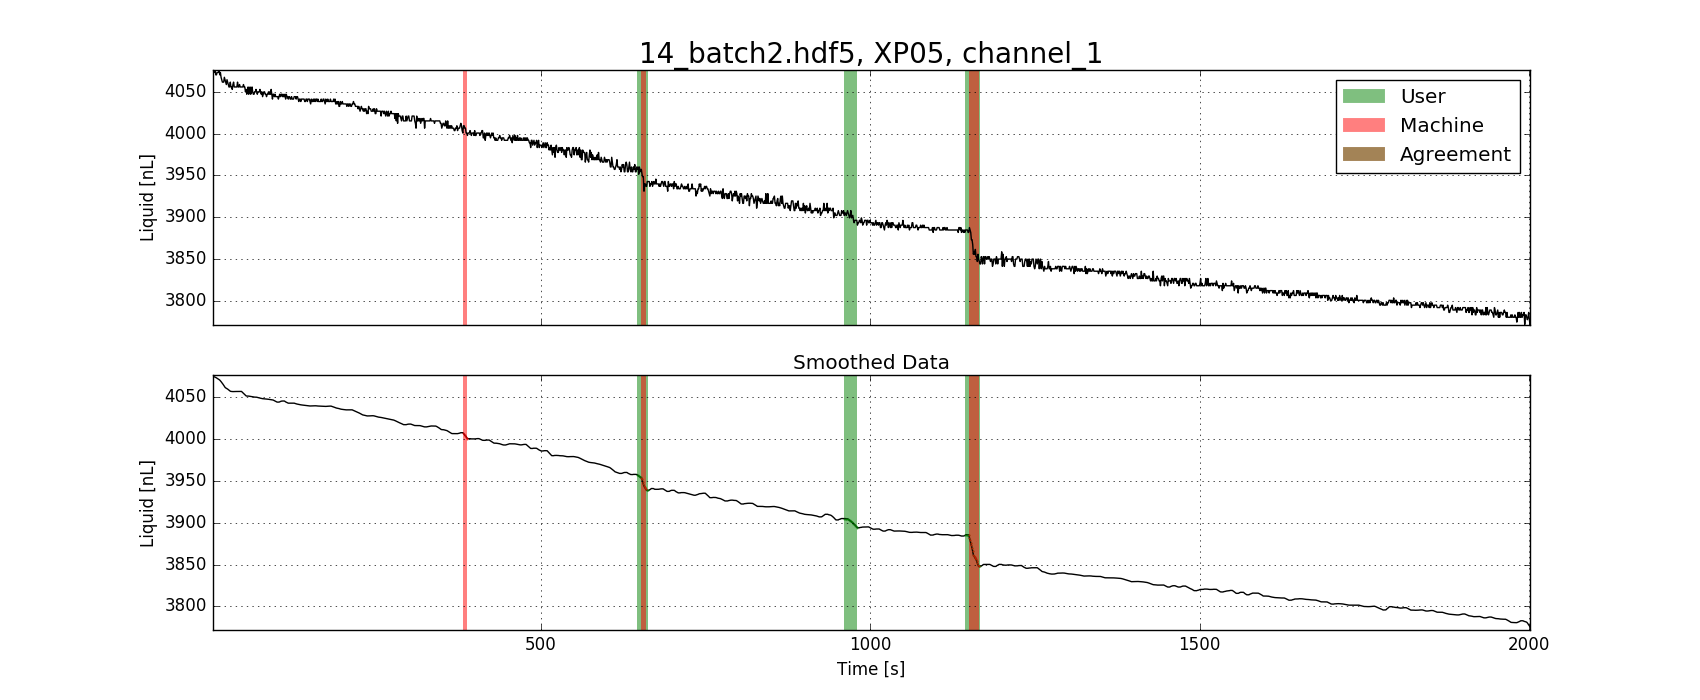 14_batch2.hdf5, XP05, channel_1
4050
4000
3950
3900
3850
3800
Liquid [nL]
User
Machine
Agreement
Smoothed Data
4050
4000
3950
3900
3850
3800
Liquid [nL]
500
1000
1500
2000
Time [s]